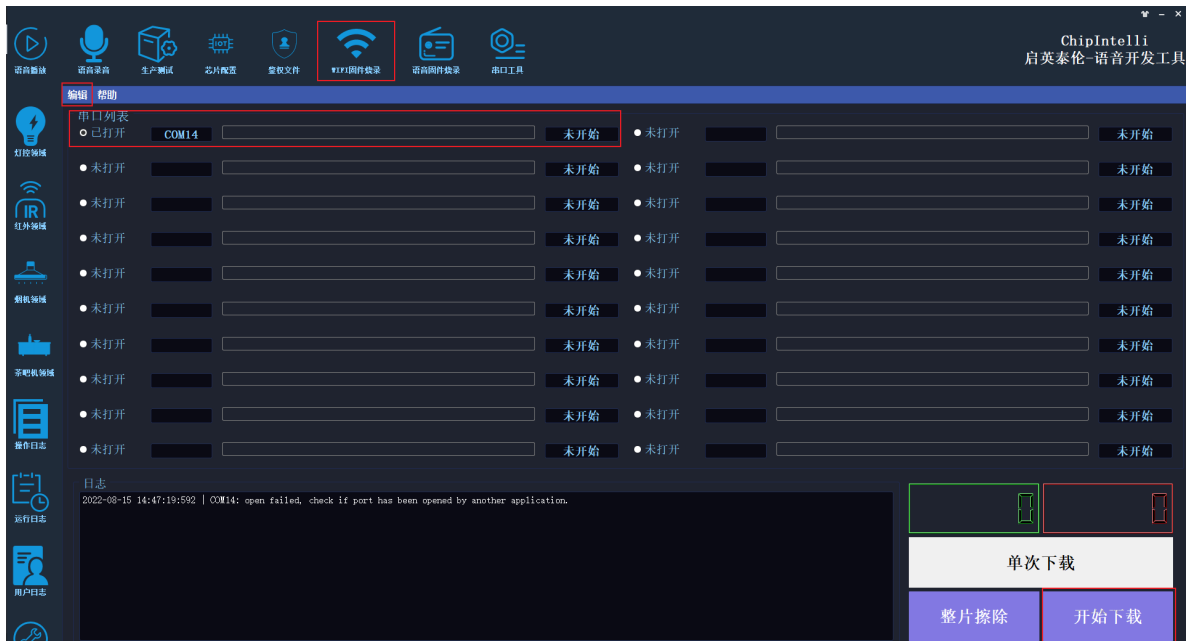 ChipIntelli
启英泰伦-语音开发工具
语音播放 语音录音 生产测试 芯片配置 鉴权文件 WIFI固件烧录 语音固件烧录 串口工具
编辑 帮助
串口列表
已打开 COM14 未开始 未打开 未开始
灯控领域
未打开 未开始 未打开 未开始
IR
未打开 未开始 未打开 未开始
红外领域
未打开 未开始 未打开 未开始
未打开 未开始 未打开 未开始
烟机领域
未打开 未开始 未打开 未开始
未打开 未开始 未打开 未开始
茶吧机领域
未打开 未开始 未打开 未开始
未打开 未开始 未打开 未开始
操作日志
未打开 未开始 未打开 未开始
日志
2022-08-15 14:47:19:592 | COM14: open failed, check if port has been opened by another application.
0 0
运行日志
单次下载
用户日志
整片擦除 开始下载